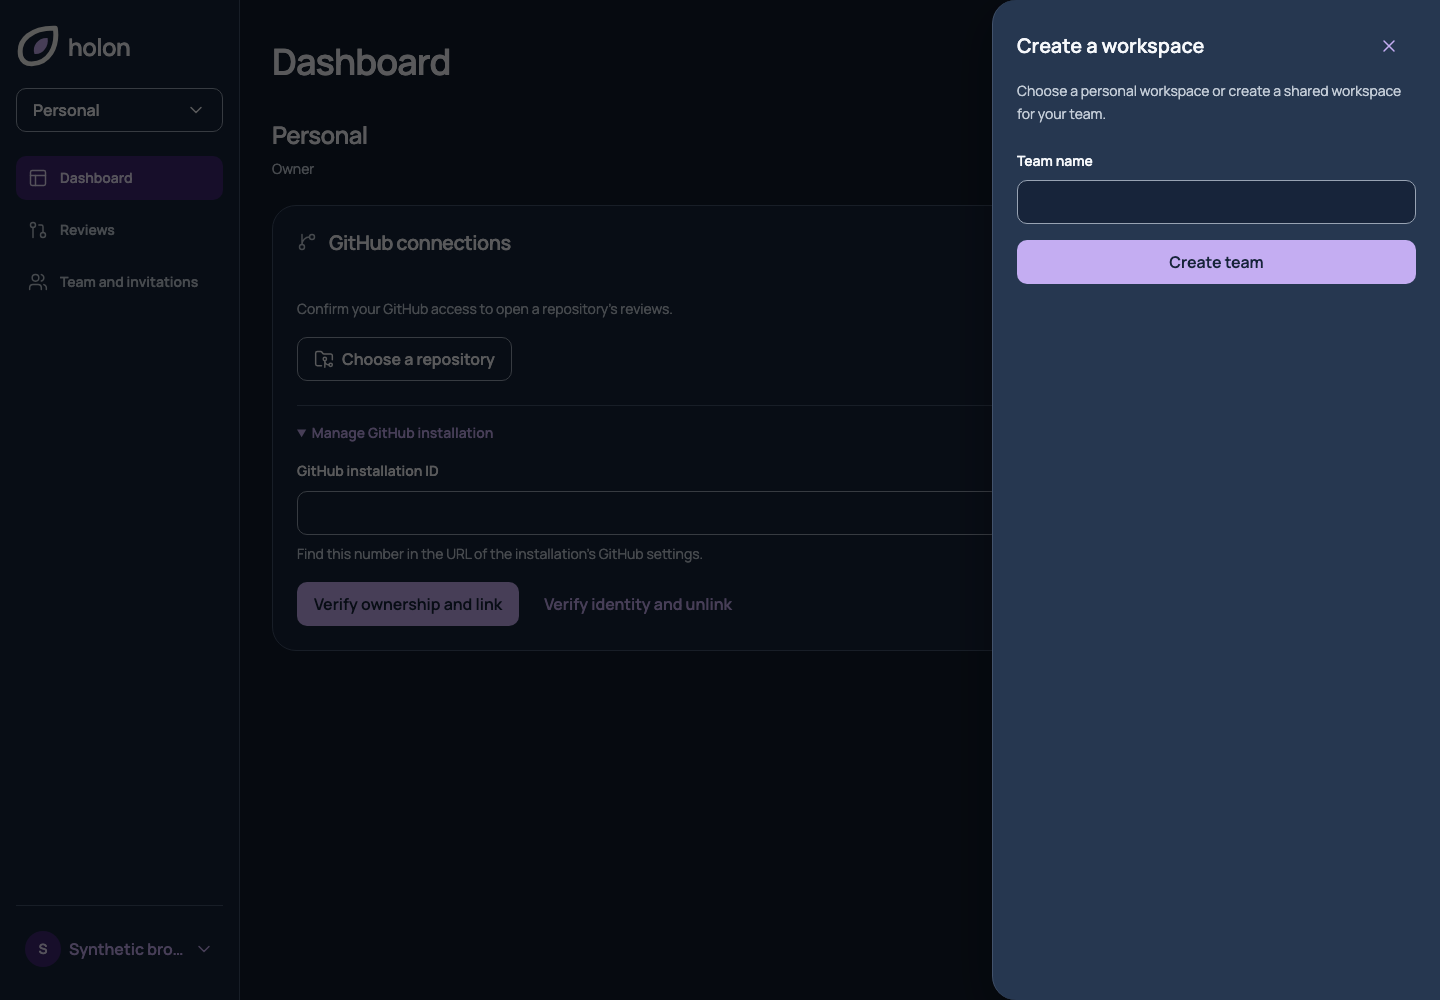 holon
Personal
Dashboard
Reviews
Team and invitations
S
Synthetic bro...
Dashboard
Personal
Owner
GitHub connections
Confirm your GitHub access to open a repository's reviews.
Choose a repository
Manage GitHub installation
GitHub installation ID
Find this number in the URL of the installation's GitHub settings.
Verify ownership and link
Verify identity and unlink
Create a workspace
Choose a personal workspace or create a shared workspace
for your team.
Team name
Create team